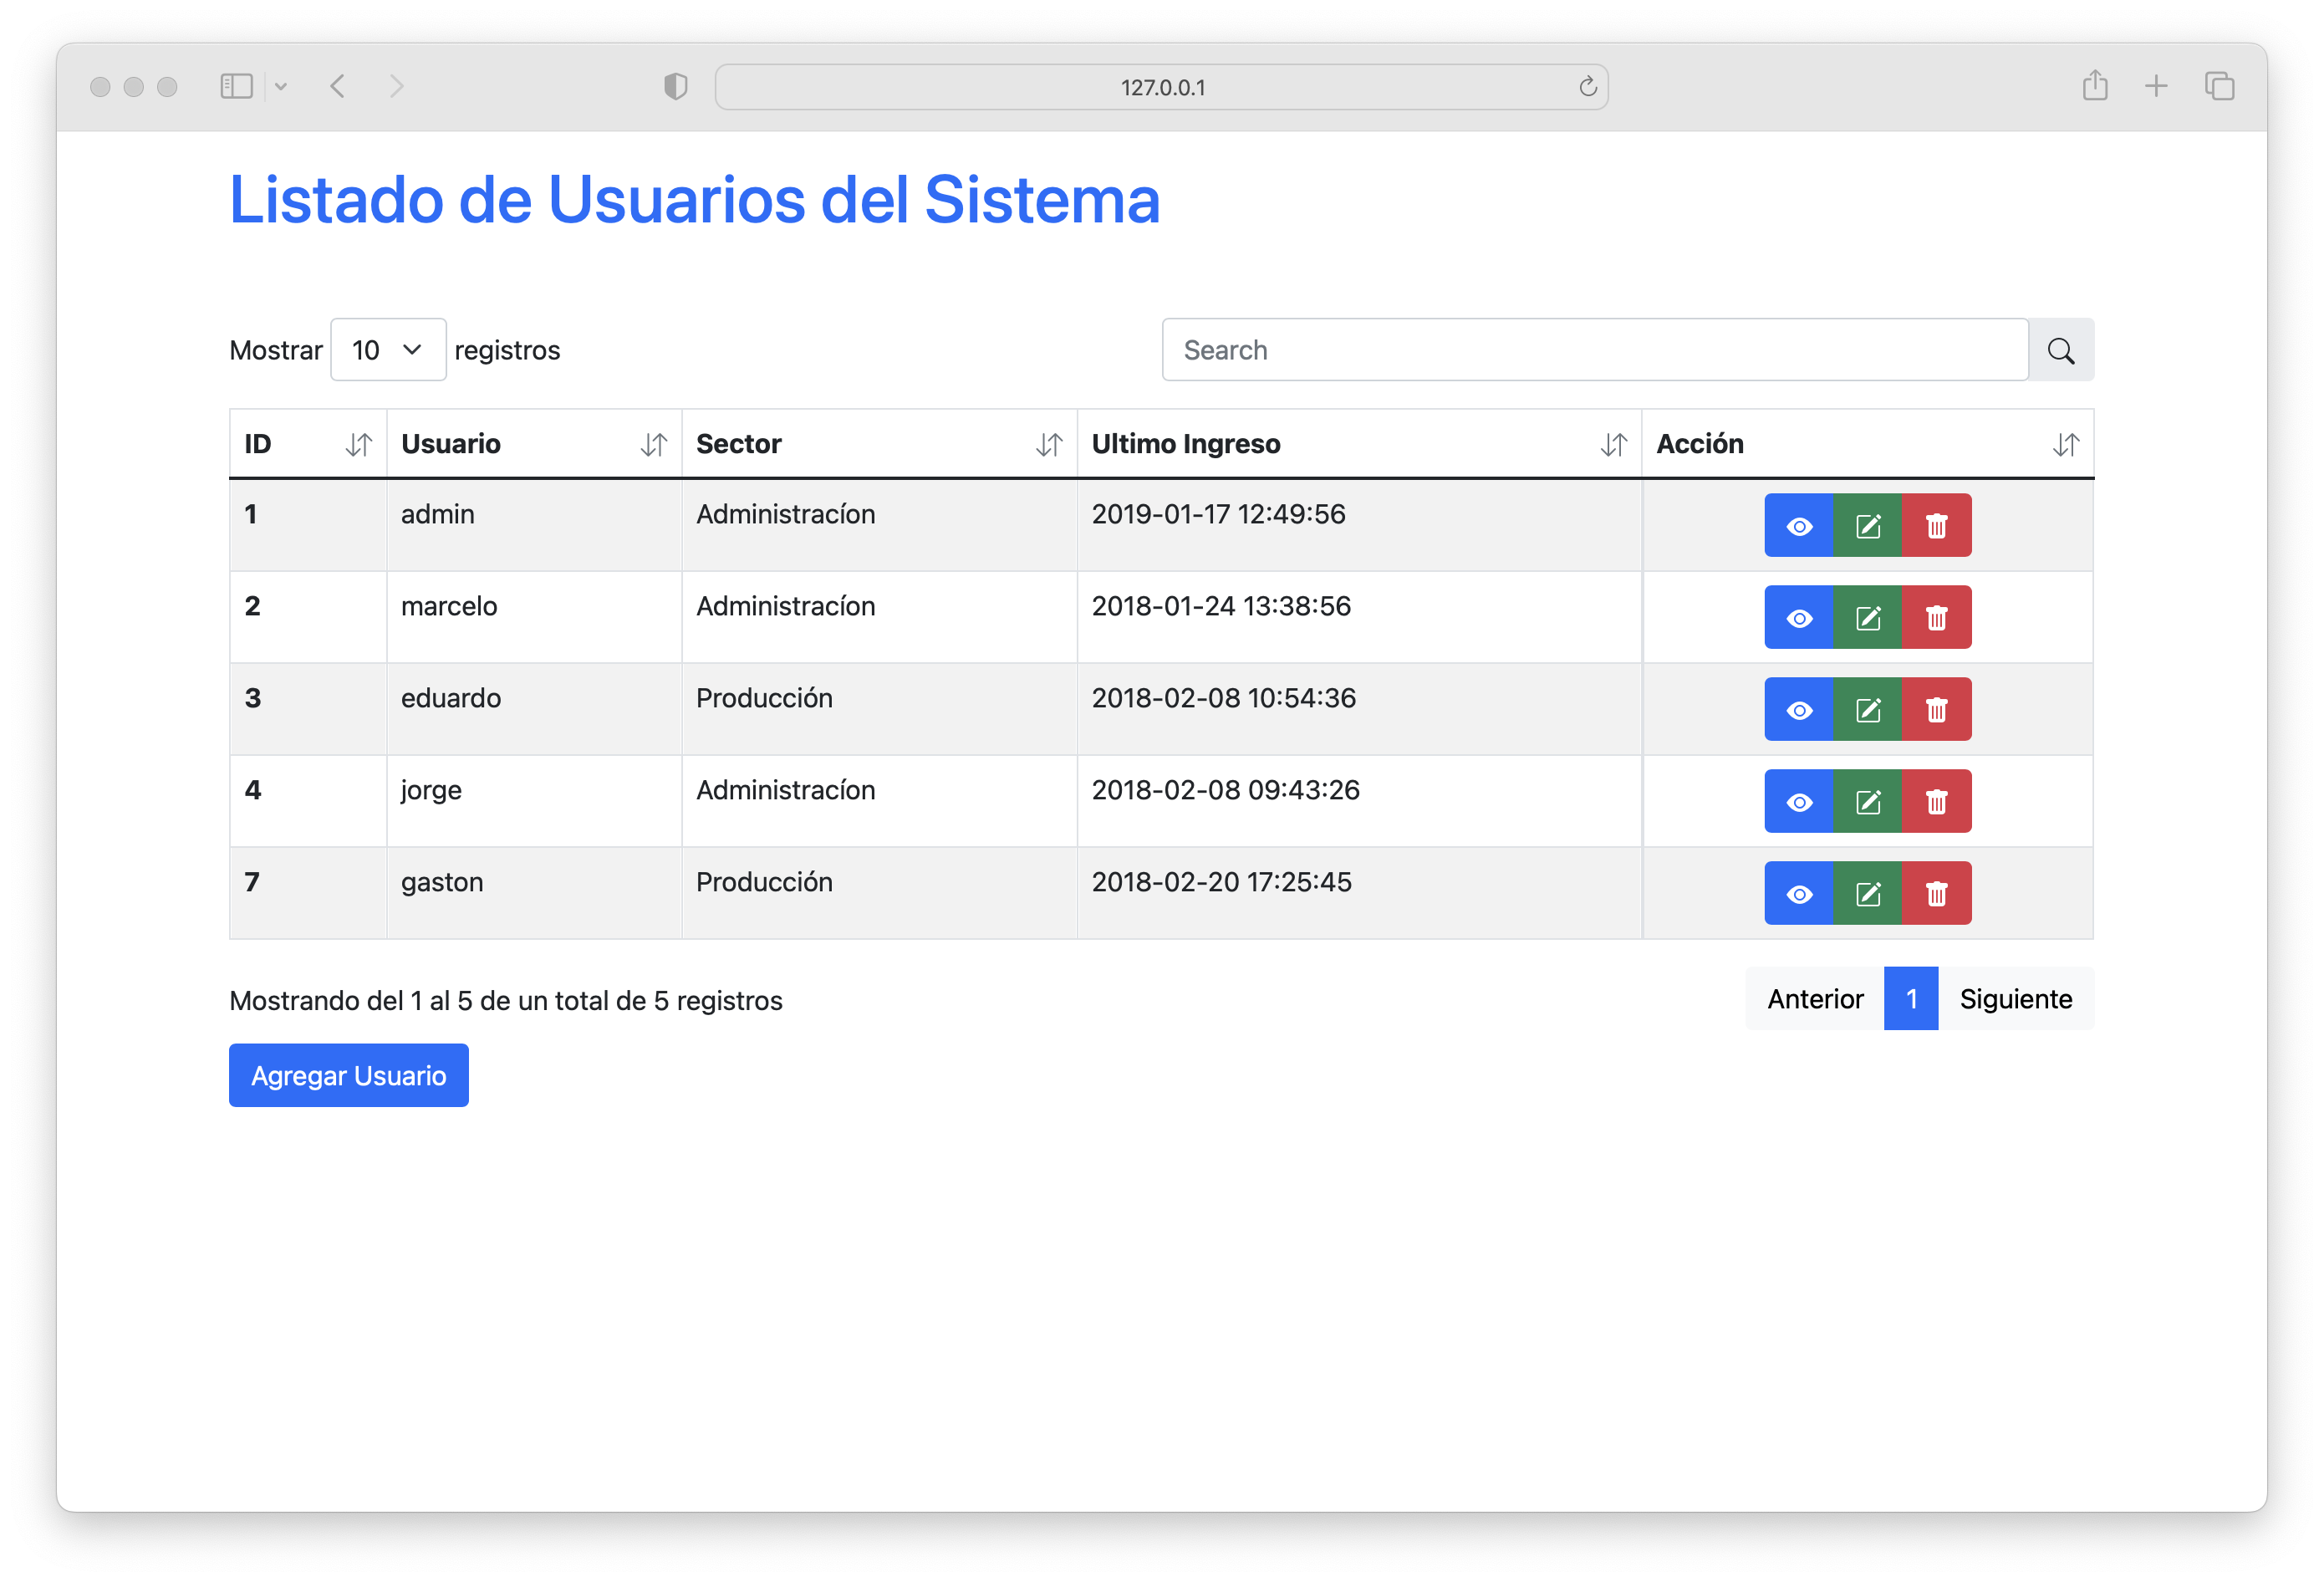 127.0.0.1
Listado de Usuarios del Sistema
Mostrar 10 registros Search
ID Usuario Sector Ultimo Ingreso Acción
1 admin Administracíon 2019-01-17 12:49:56
2 marcelo Administracíon 2018-01-24 13:38:56
3 eduardo Producción 2018-02-08 10:54:36
4 jorge Administracíon 2018-02-08 09:43:26
7 gaston Producción 2018-02-20 17:25:45
Mostrando del 1 al 5 de un total de 5 registros Anterior 1 Siguiente
Agregar Usuario